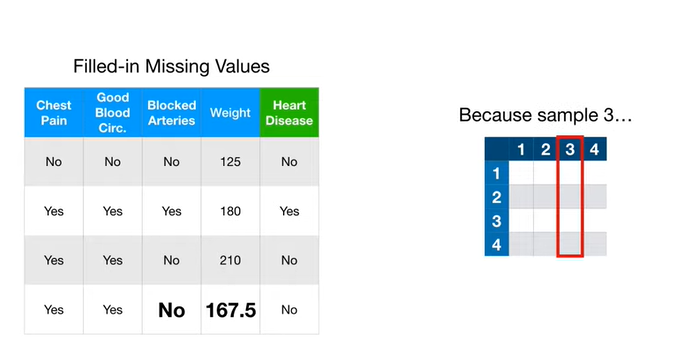 Filled-in Missing Values
Chest Pain Good Blood Circ. Blocked Arteries Weight Heart Disease
No No No 125 No
Yes Yes Yes 180 Yes
Yes Yes No 210 No
Yes Yes No 167.5 No
Because sample 3...
1 2 3 4
1
2
3
4